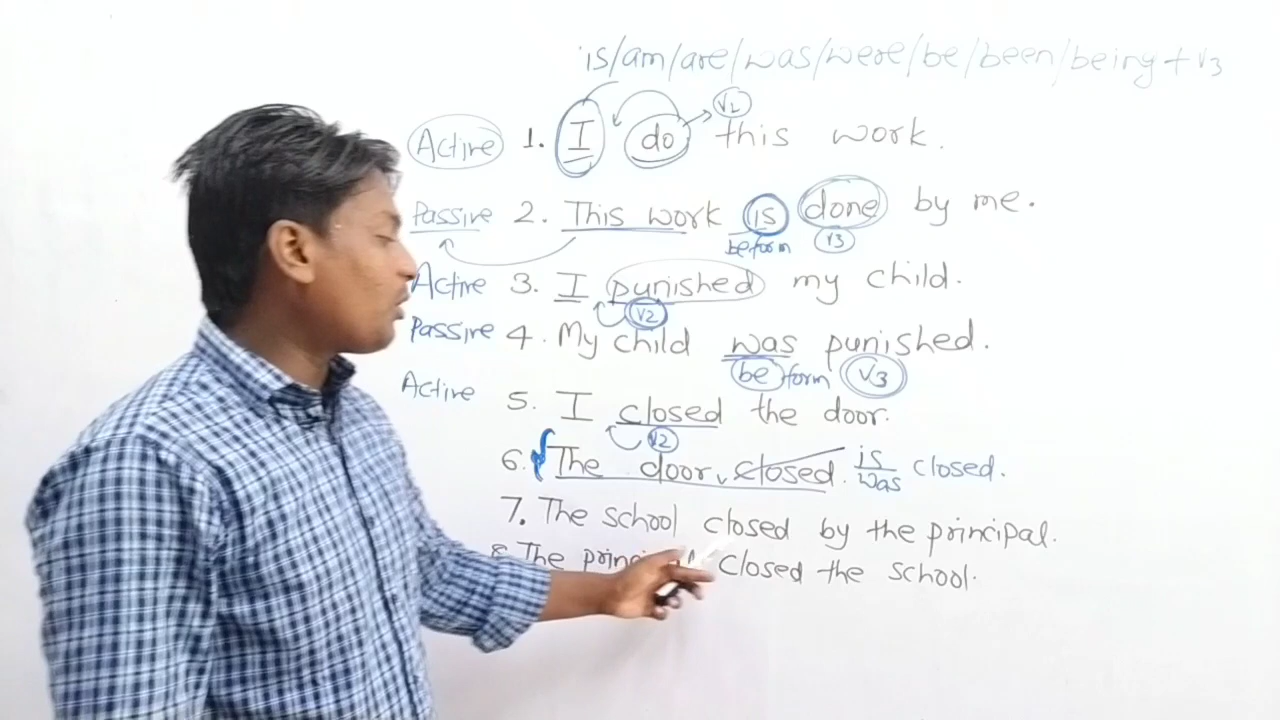 is/am/are/was/were/be/been/being + V3
V2
Active 1. I do this work.
Passive 2. This work is done by me.
be form V3
Active 3. I punished my child.
V2
Passive 4. My child was punished.
be form V3
Active 5. I closed the door.
V2
6. The door closed. is/was closed.
7. The school closed by the principal.
8. The closed the school.